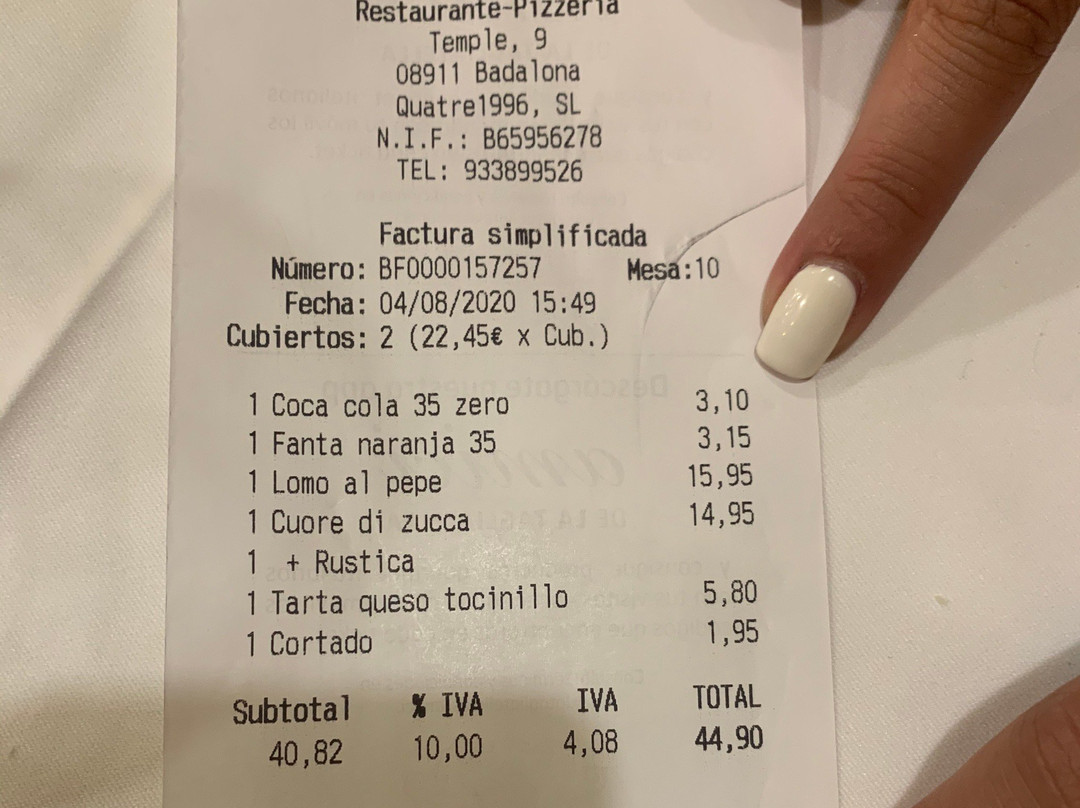 Restaurante-Pizzería
Temple, 9
08911 Badalona
Quatre1996, SL
N.I.F.: B65956278
TEL: 933899526
Factura simplificada
Número: BF0000157257 Mesa:10
Fecha: 04/08/2020 15:49
Cubiertos: 2 (22,45€ x Cub.)
1 Coca cola 35 zero 3,10
1 Fanta naranja 35 3,15
1 Lomo al pepe 15,95
1 Cuore di zucca 14,95
1 + Rustica
1 Tarta queso tocinillo 5,80
1 Cortado 1,95
Subtotal % IVA IVA TOTAL
40,82 10,00 4,08 44,90